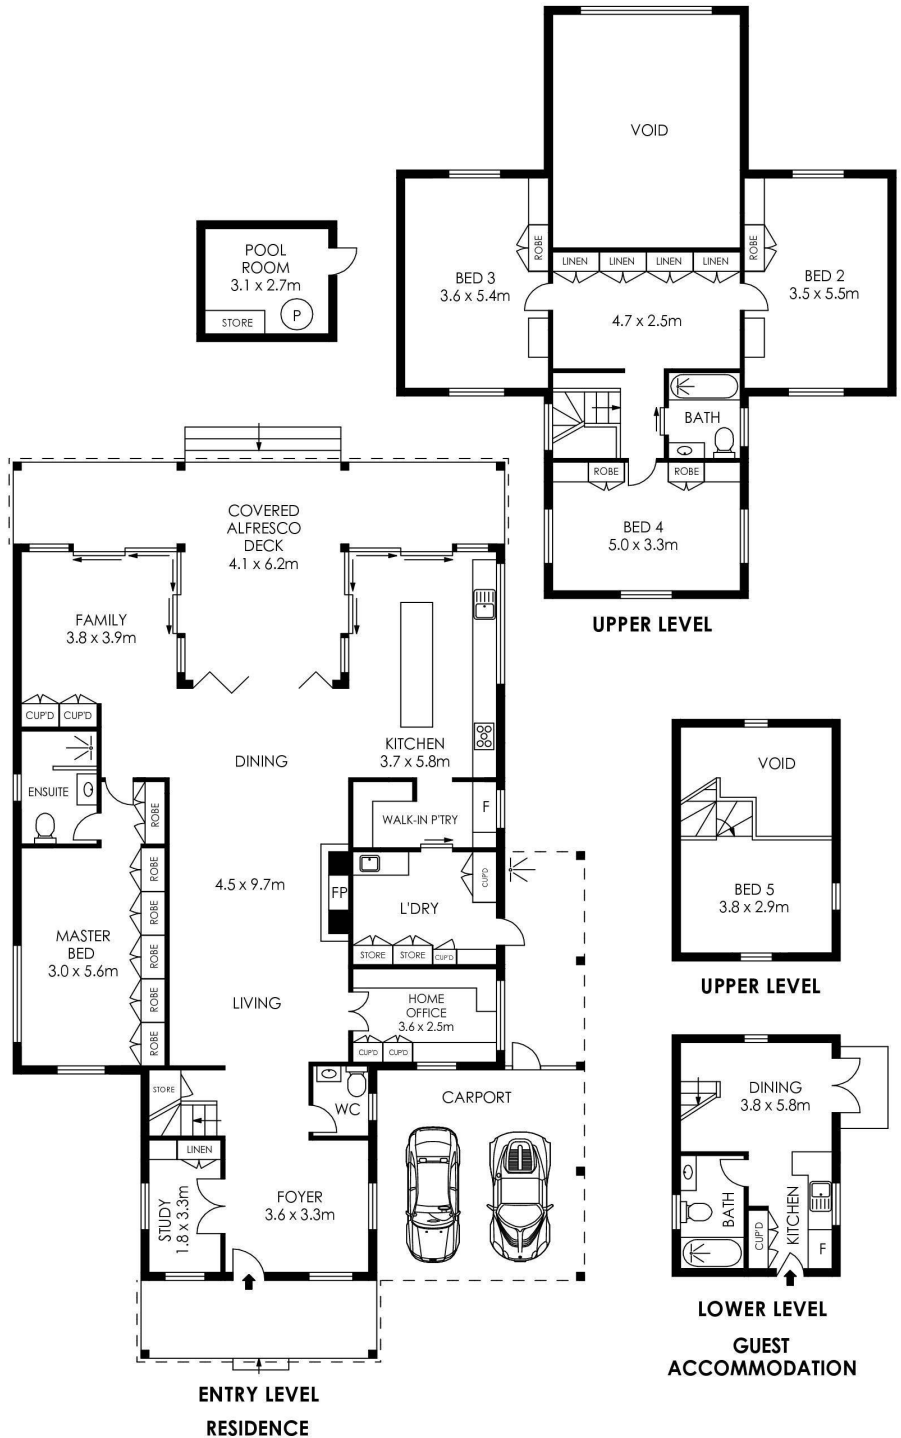 VOID
BED 3
3.6 x 5.4m
ROBE
LINEN
LINEN
LINEN
LINEN
ROBE
BED 2
3.5 x 5.5m
4.7 x 2.5m
BATH
ROBE
ROBE
BED 4
5.0 x 3.3m
UPPER LEVEL
POOL
ROOM
3.1 x 2.7m
STORE
P
COVERED
ALFRESCO
DECK
4.1 x 6.2m
FAMILY
3.8 x 3.9m
CUP'D
CUP'D
DINING
KITCHEN
3.7 x 5.8m
ENSUITE
ROBE
WALK-IN P'TRY
F
4.5 x 9.7m
FP
L'DRY
CUP'D
STORE
STORE
CUP'D
MASTER
BED
3.0 x 5.6m
ROBE
ROBE
ROBE
ROBE
ROBE
LIVING
HOME
OFFICE
3.6 x 2.5m
CUP'D
CUP'D
STORE
WC
CARPORT
LINEN
STUDY
1.8 x 3.3m
FOYER
3.6 x 3.3m
ENTRY LEVEL
RESIDENCE
VOID
BED 5
3.8 x 2.9m
UPPER LEVEL
DINING
3.8 x 5.8m
BATH
CUP'D
KITCHEN
F
LOWER LEVEL
GUEST
ACCOMMODATION